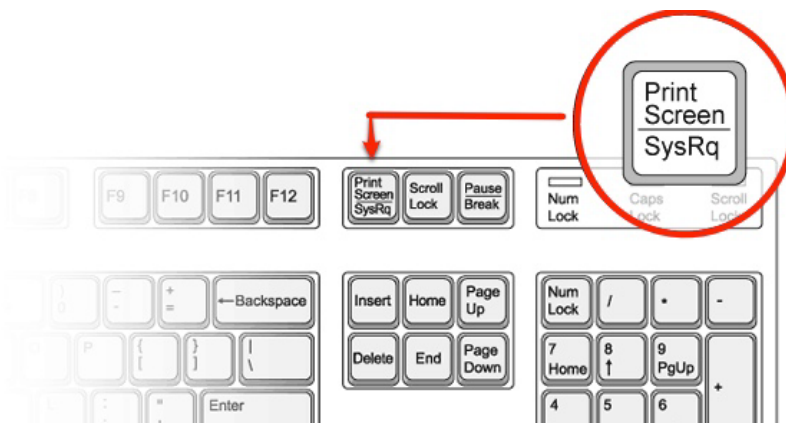 Print
Screen
SysRq
F9
F10
F11
F12
Print
Screen
SysRq
Scroll
Lock
Pause
Break
Num
Lock
Caps
Lock
Scroll
Lock
)
0
_
-
+
=
←Backspace
Insert
Home
Page
Up
Num
Lock
/
•
-
P
{
[
}
]
|
\
Delete
End
Page
Down
7
Home
8
↑
9
PgUp
+
L
:
;
"
Enter
4
5
6